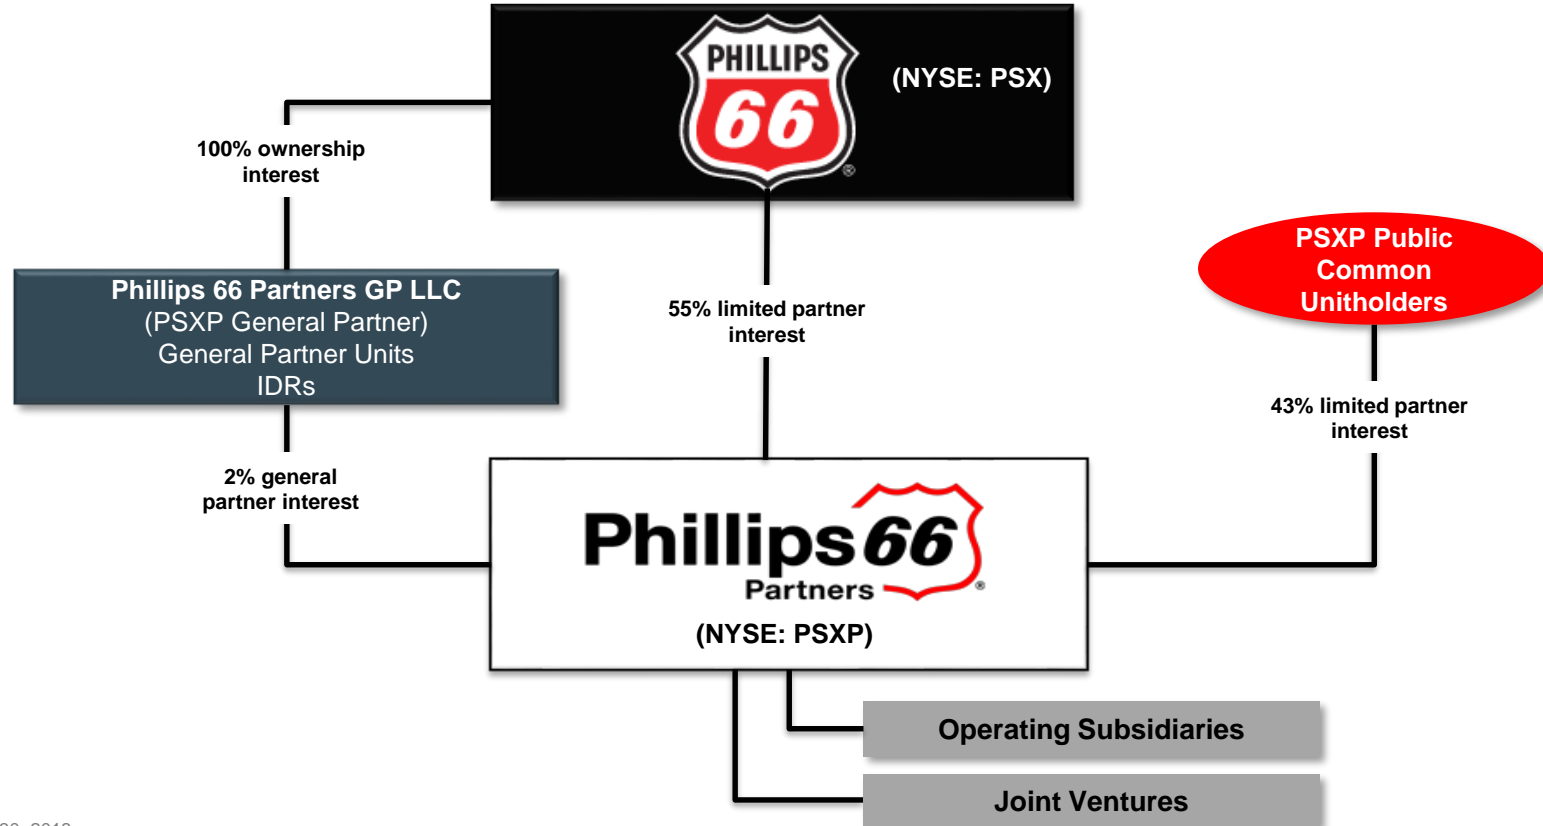 PHILLIPS
66
®
(NYSE: PSX)
100% ownership
interest
Phillips 66 Partners GP LLC
(PSXP General Partner)
General Partner Units
IDRs
55% limited partner
interest
PSXP Public
Common
Unitholders
43% limited partner
interest
2% general
partner interest
Phillips 66
Partners
®
(NYSE: PSXP)
Operating Subsidiaries
Joint Ventures